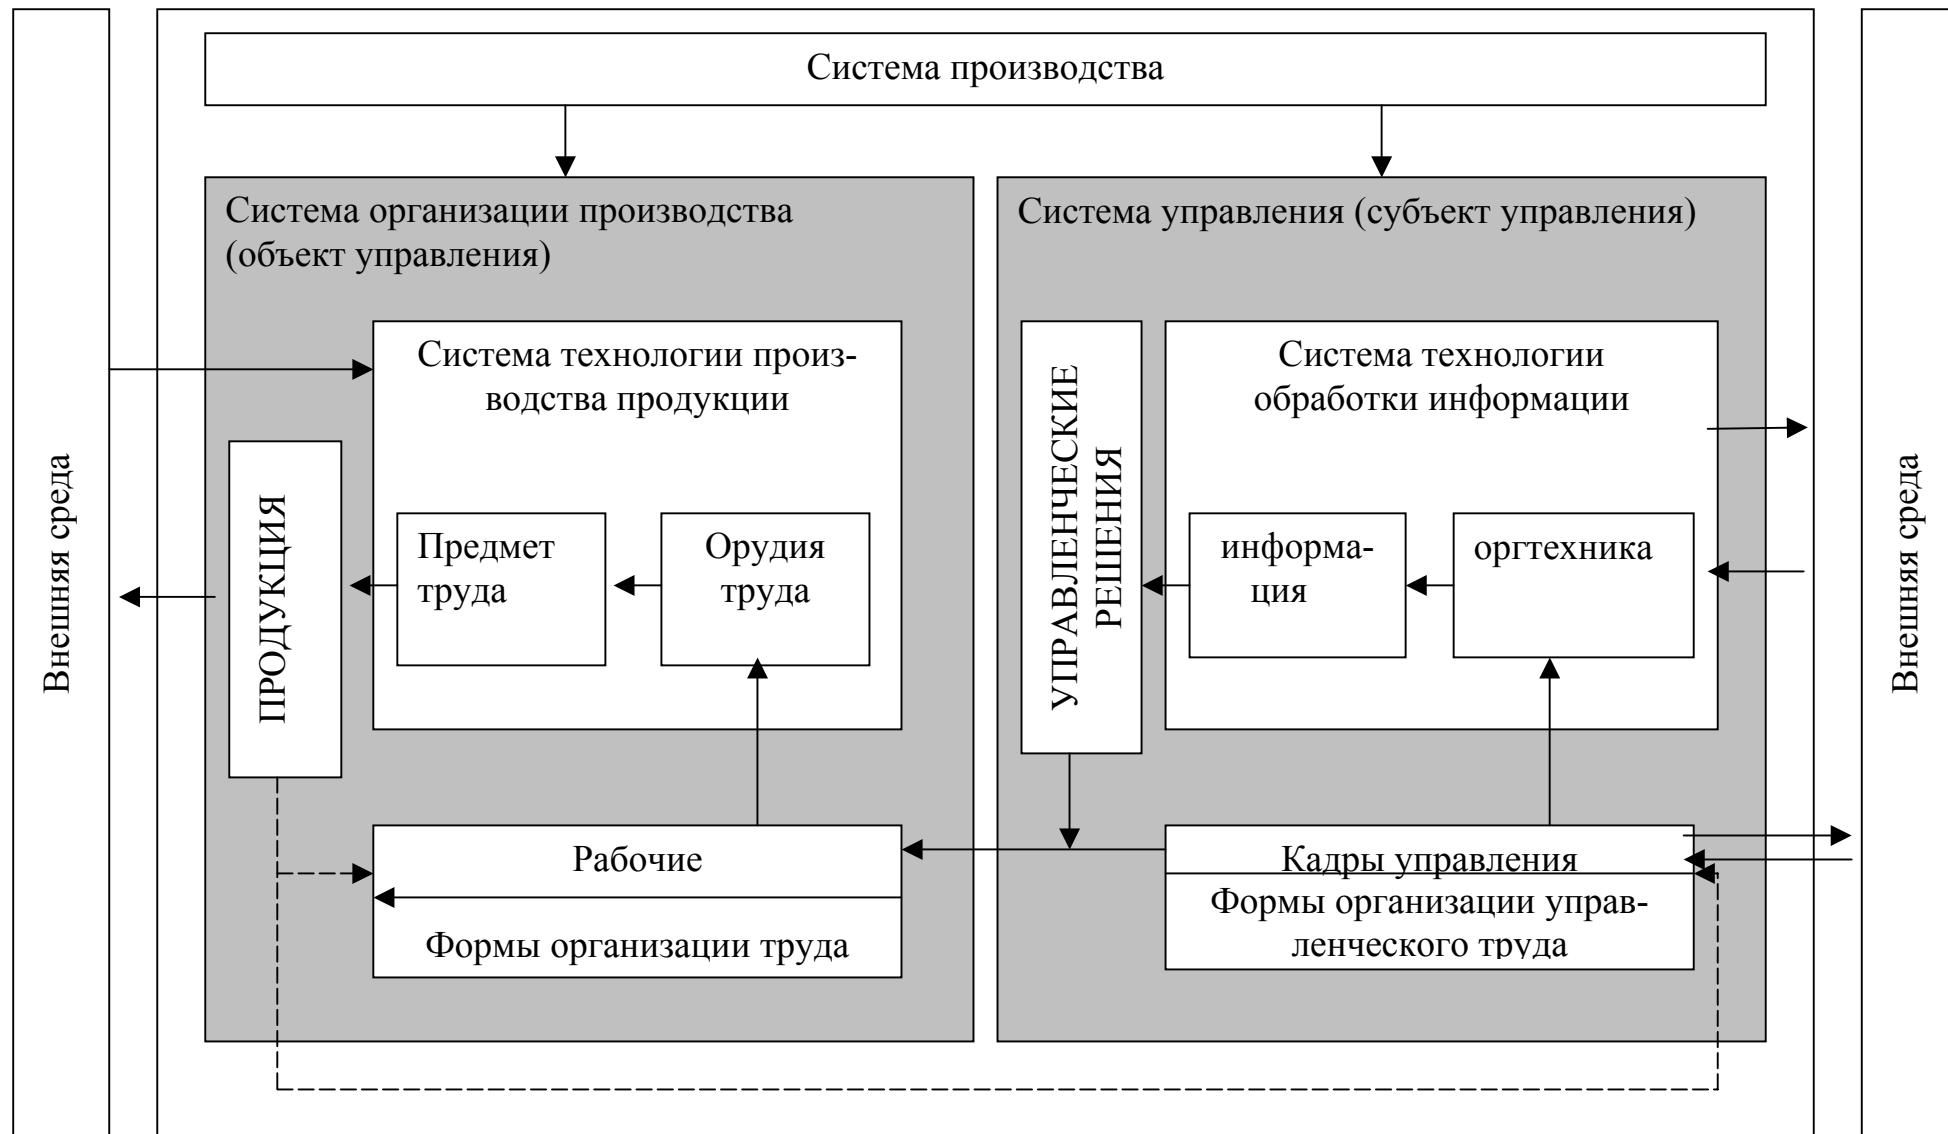 Система производства
Система организации производства
(объект управления)
Система управления (субъект управления)
Внешняя среда
Система технологии произ-
водства продукции
ПРОДУКЦИЯ
Предмет
труда
Орудия
труда
УПРАВЛЕНЧЕСКИЕ
РЕШЕНИЯ
Система технологии
обработки информации
информа-
ция
оргтехника
Внешняя среда
Рабочие
Формы организации труда
Кадры управления
Формы организации управ-
ленческого труда